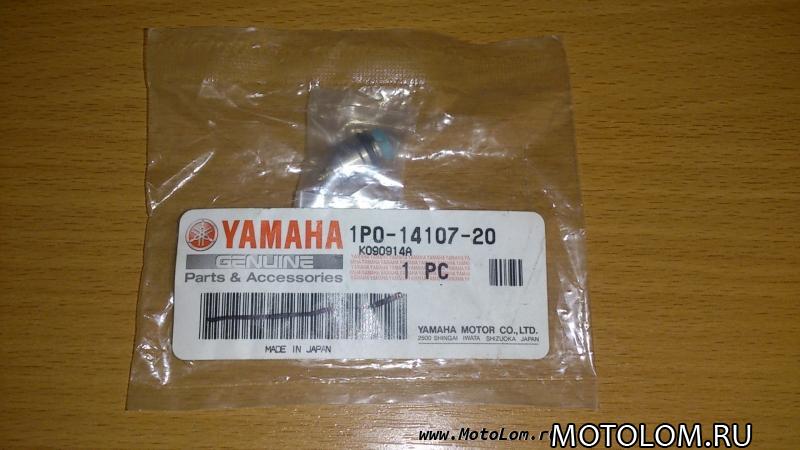 YAMAHA
GENUINE
Parts & Accessories
1P0-14107-20
K090914A
1 PC
MADE IN JAPAN
YAMAHA MOTOR CO., LTD.
2500 SHINGAI IWATA SHIZUOKA JAPAN
www.MotoLom.r
MOTOLOM.RU